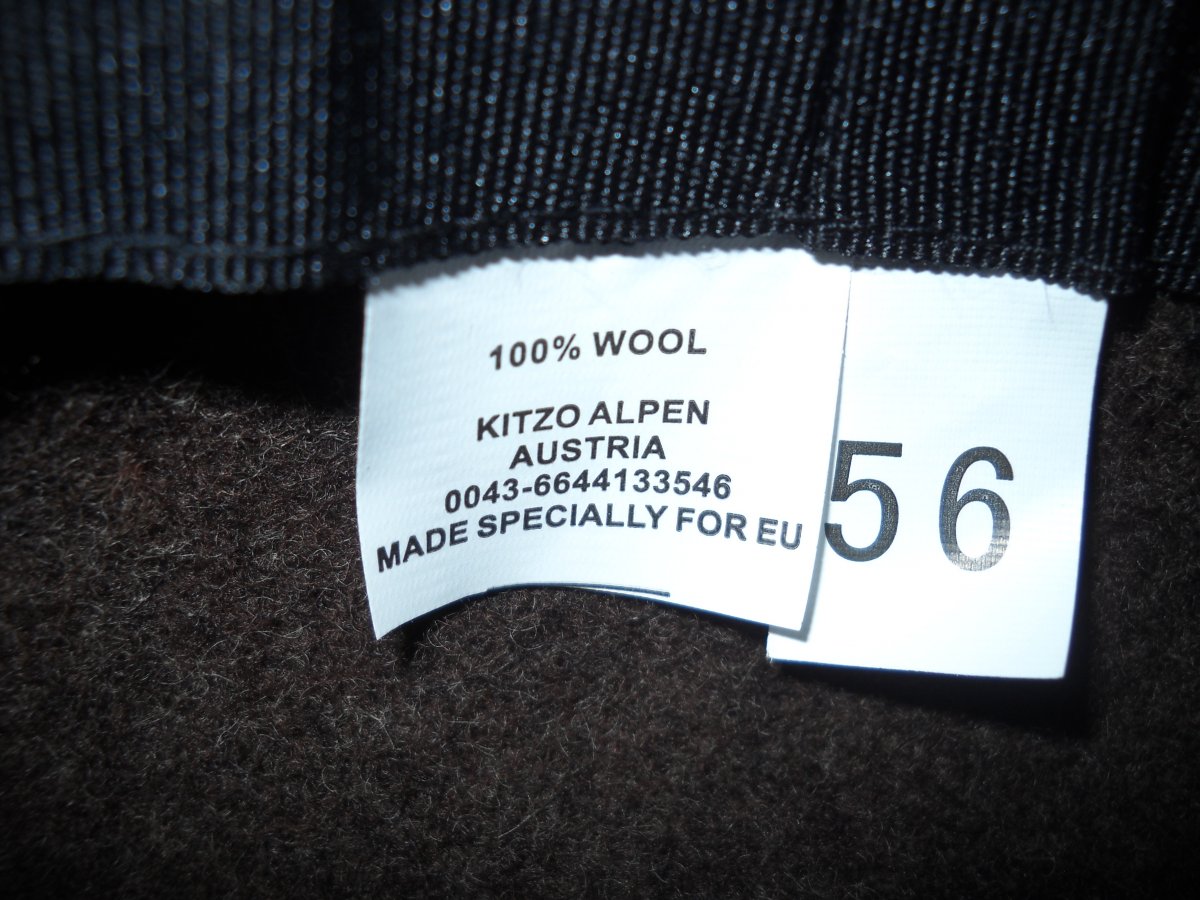 100% WOOL
KITZO ALPEN
AUSTRIA
0043-6644133546
MADE SPECIALLY FOR EU
56